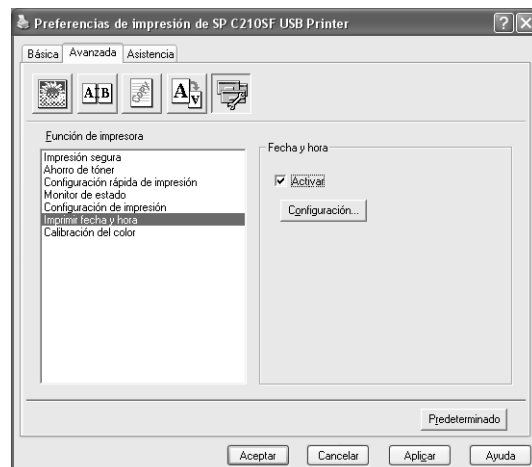 Preferencias de impresión de SP C210SF USB Printer
Básica Avanzada Asistencia
A B A V
Función de impresora
Impresión segura
Ahorro de tóner
Configuración rápida de impresión
Monitor de estado
Configuración de impresión
Imprimir fecha y hora
Calibración del color
Fecha y hora
Activar
Configuración...
Predeterminado
Aceptar Cancelar Aplicar Ayuda